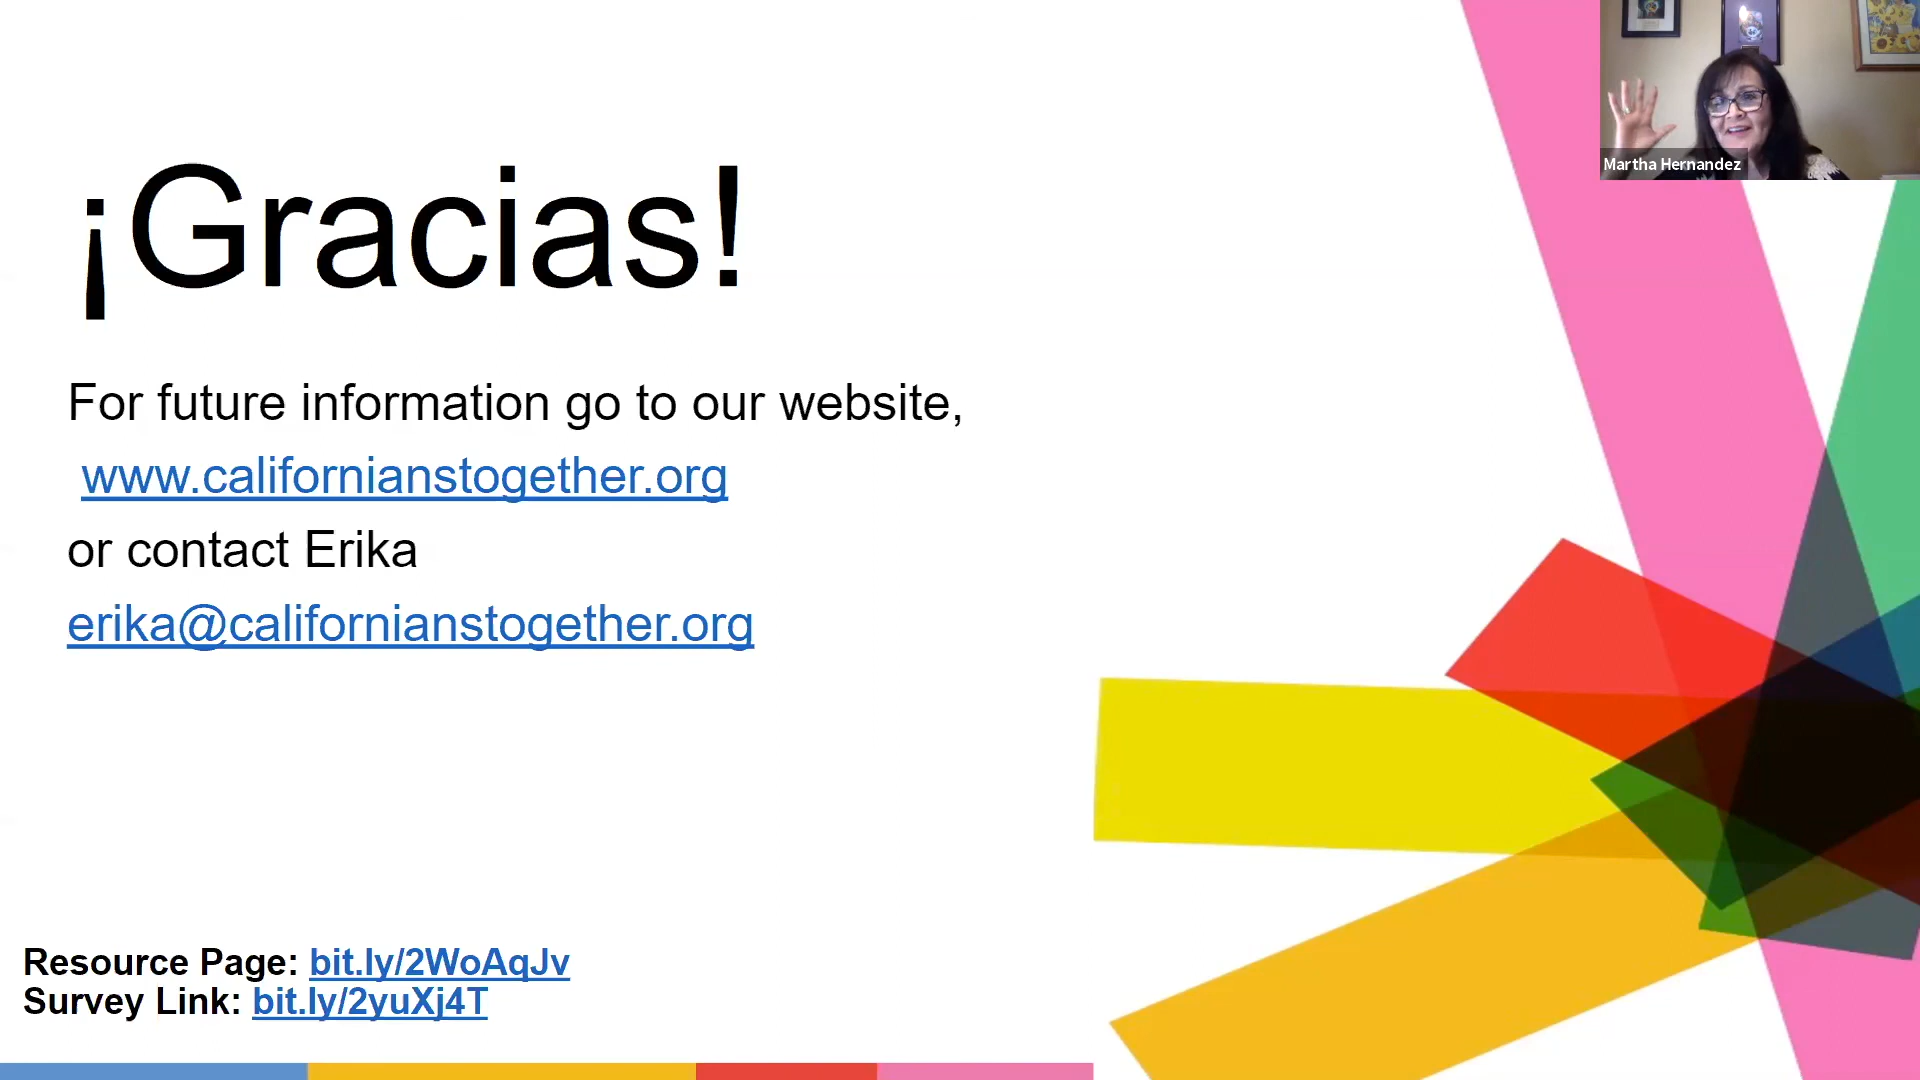 ¡Gracias!
For future information go to our website,
www.californianstogether.org
or contact Erika
erika@californianstogether.org
Resource Page: bit.ly/2WoAqJv
Survey Link: bit.ly/2yuXj4T
Martha Hernandez